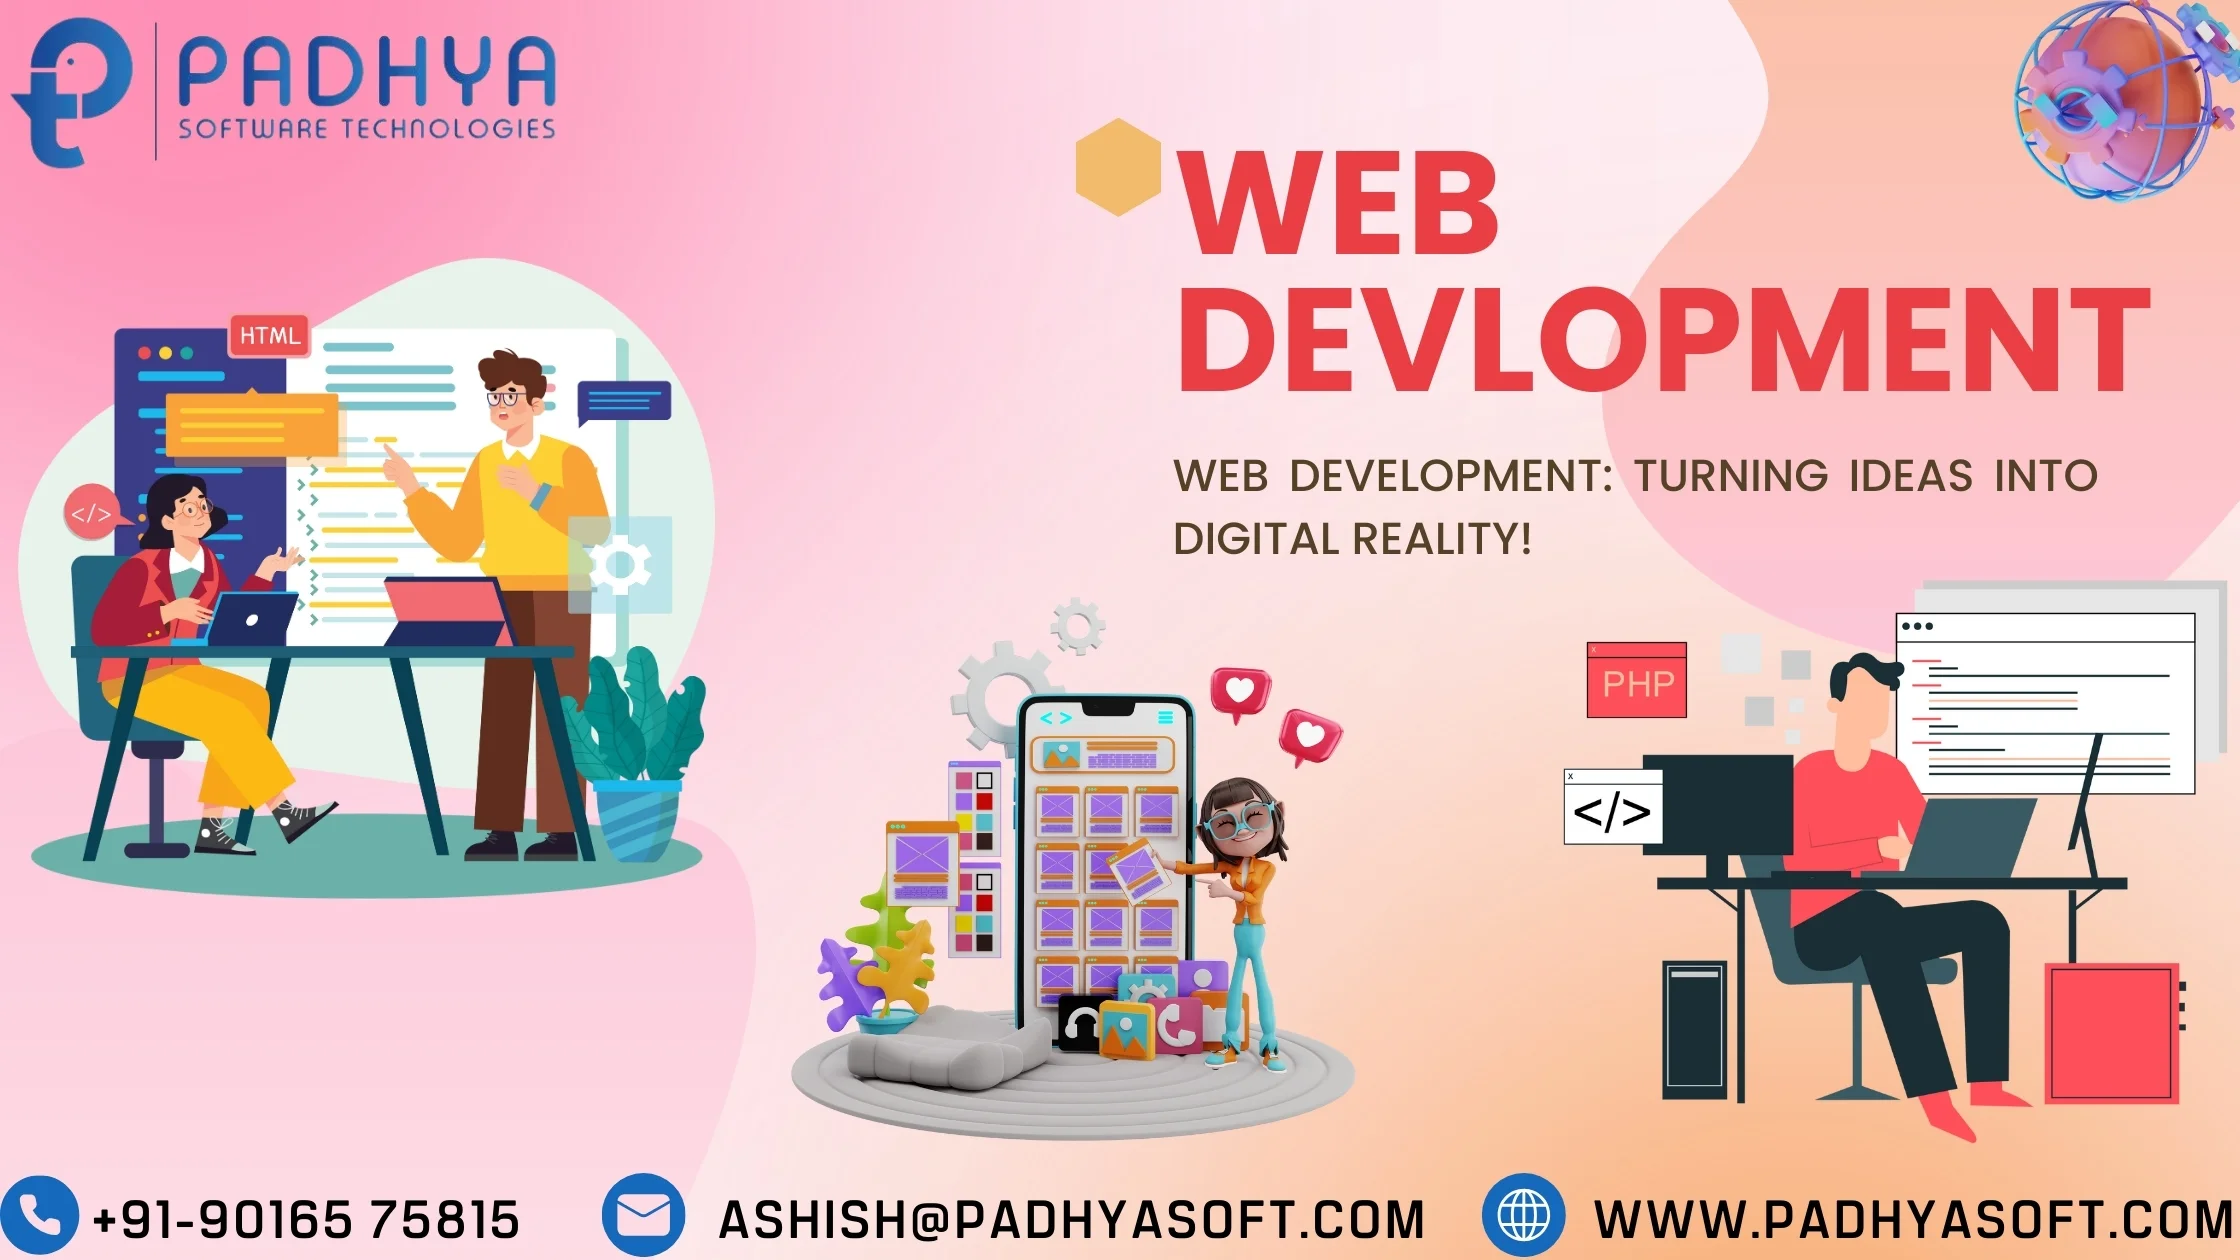 PADHYA
SOFTWARE TECHNOLOGIES
WEB
DEVLOPMENT
WEB DEVELOPMENT: TURNING IDEAS INTO
DIGITAL REALITY!
HTML
</>
PHP
</>
< >
+91-90165 75815
ASHISH@PADHYASOFT.COM
WWW.PADHYASOFT.COM